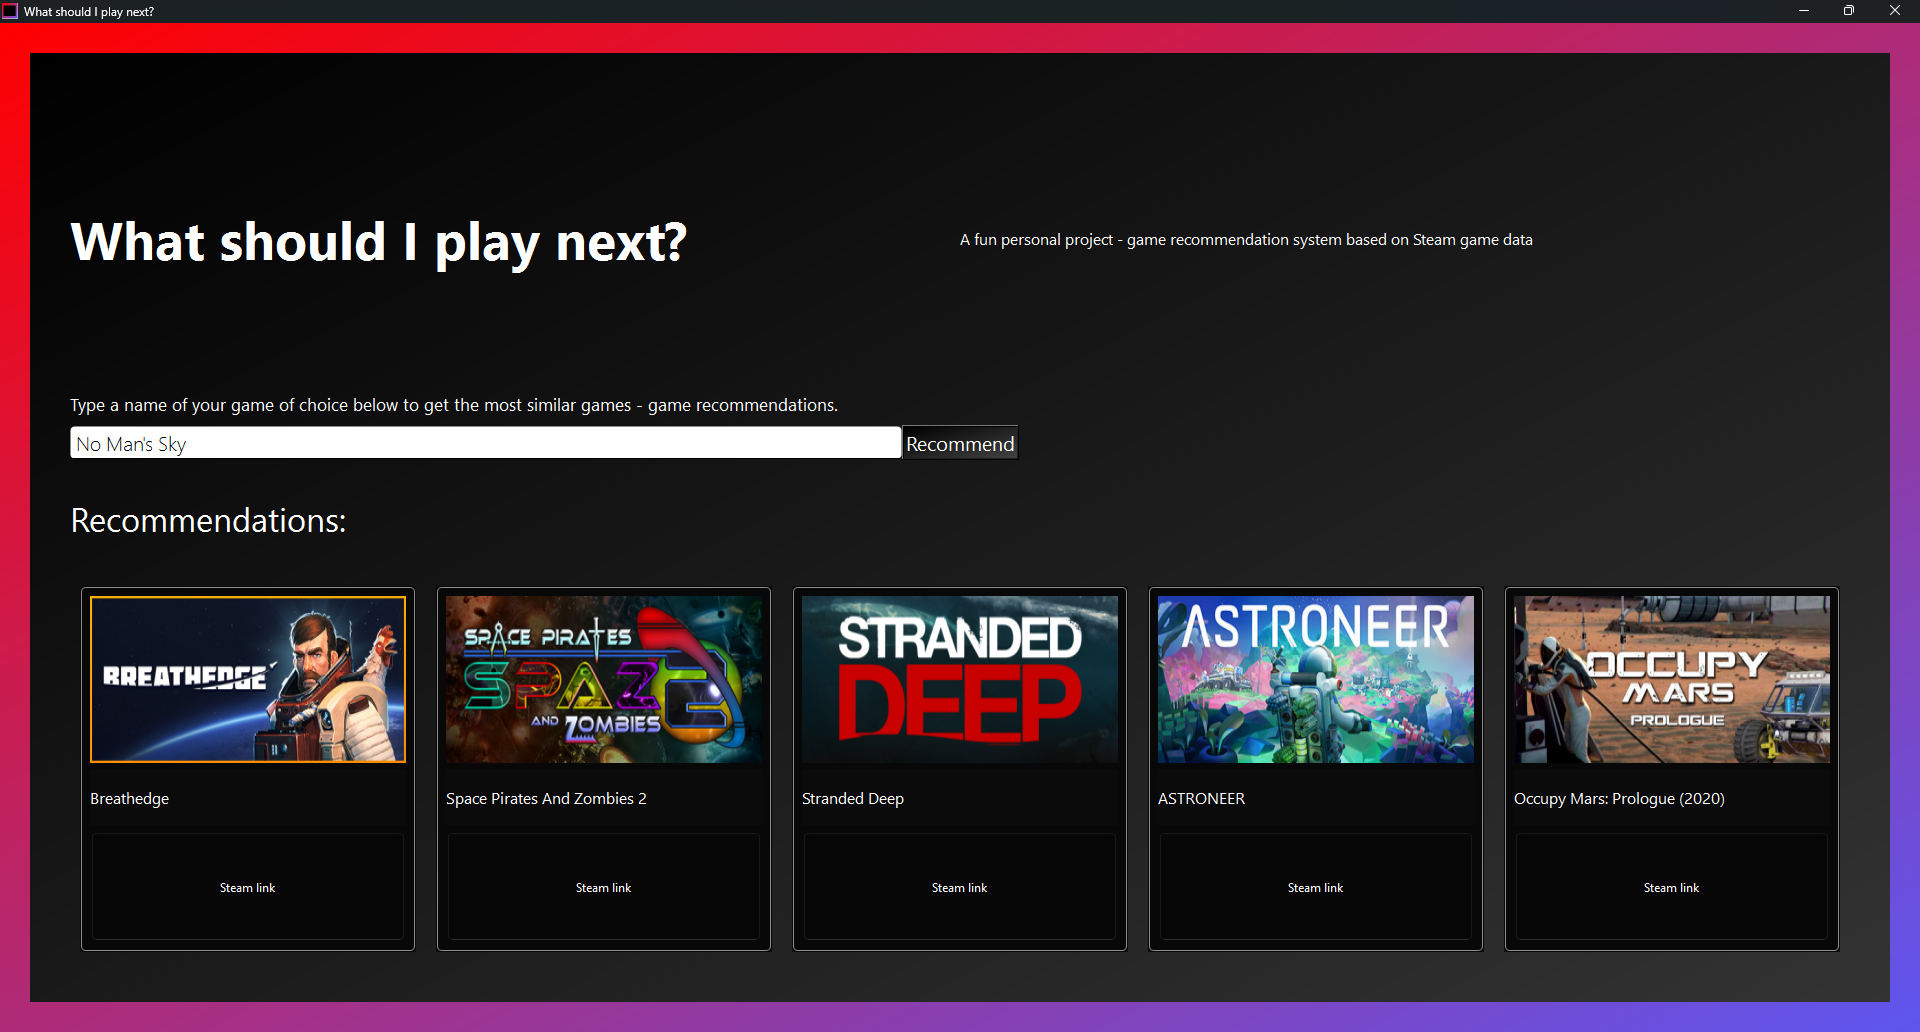 What should I play next?
What should I play next?
A fun personal project - game recommendation system based on Steam game data
Type a name of your game of choice below to get the most similar games - game recommendations.
No Man's Sky
Recommend
Recommendations:
BREATHEDGE
SPACE PIRATES
SPAZ 2
AND ZOMBIES
STRANDED
DEEP
ASTRONEER
OCCUPY
MARS
PROLOGUE
Breathedge
Space Pirates And Zombies 2
Stranded Deep
ASTRONEER
Occupy Mars: Prologue (2020)
Steam link
Steam link
Steam link
Steam link
Steam link